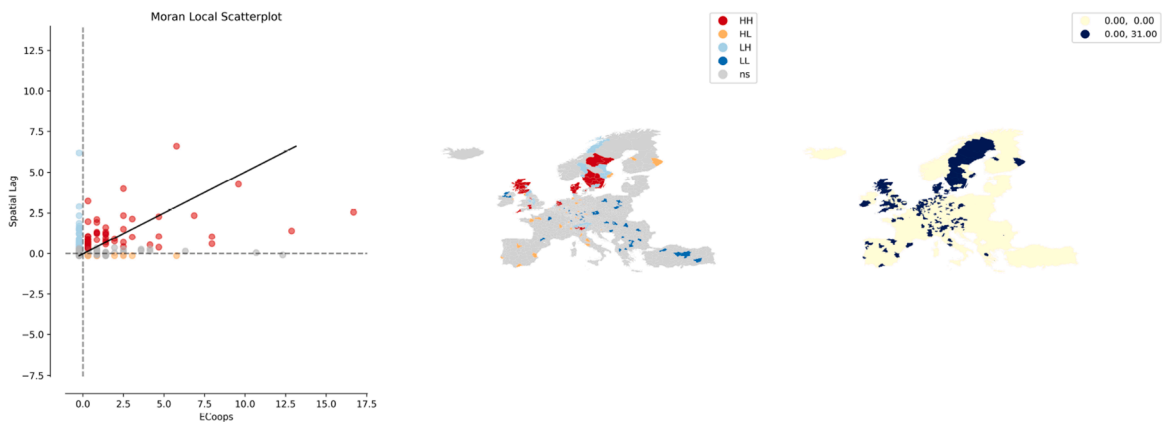 Moran Local Scatterplot
12.5
10.0
7.5
5.0
2.5
0.0
−2.5
−5.0
−7.5
Spatial Lag
0.0 2.5 5.0 7.5 10.0 12.5 15.0 17.5
ECoops
HH
HL
LH
LL
ns
0.00, 0.00
0.00, 31.00